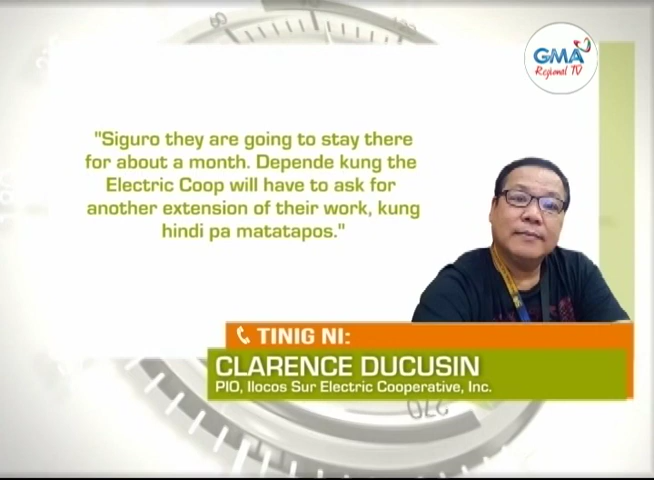 GMA
Regional TV
"Siguro they are going to stay there
for about a month. Depende kung the
Electric Coop will have to ask for
another extension of their work, kung
hindi pa matatapos."
TINIG NI:
CLARENCE DUCUSIN
PIO, Ilocos Sur Electric Cooperative, Inc.
270